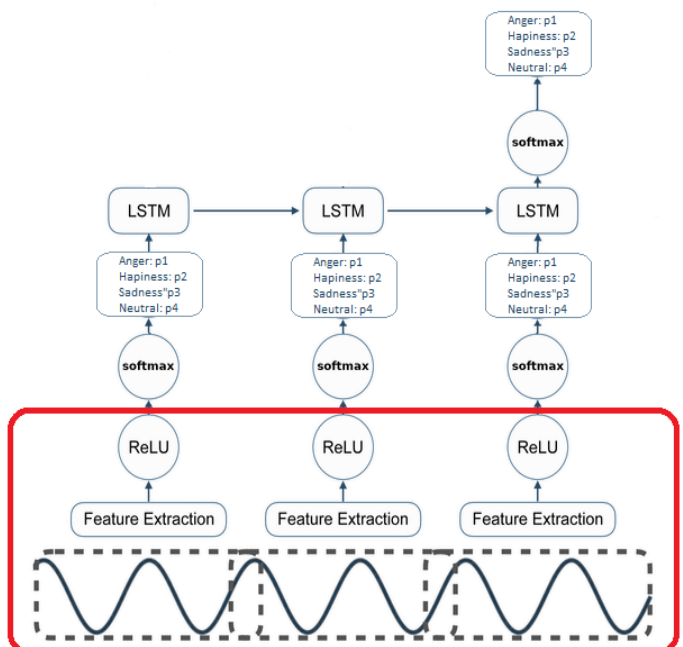 Anger: p1
Hapiness: p2
Sadness"p3
Neutral: p4
softmax
LSTM
LSTM
LSTM
Anger: p1
Hapiness: p2
Sadness"p3
Neutral: p4
Anger: p1
Hapiness: p2
Sadness"p3
Neutral: p4
Anger: p1
Hapiness: p2
Sadness"p3
Neutral: p4
softmax
softmax
softmax
ReLU
ReLU
ReLU
Feature Extraction
Feature Extraction
Feature Extraction